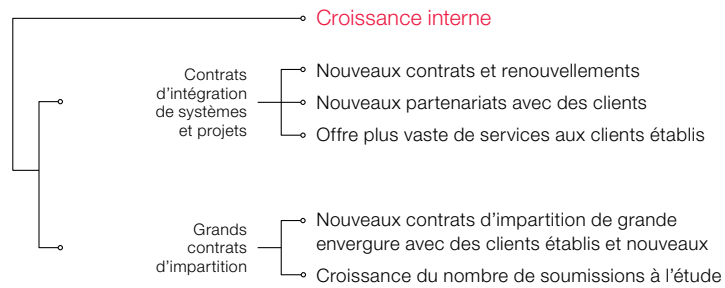 Croissance interne
Contrats
d'intégration
de systèmes
et projets
Nouveaux contrats et renouvellements
Nouveaux partenariats avec des clients
Offre plus vaste de services aux clients établis
Grands
contrats
d'impartition
Nouveaux contrats d'impartition de grande
envergure avec des clients établis et nouveaux
Croissance du nombre de soumissions à l'étude